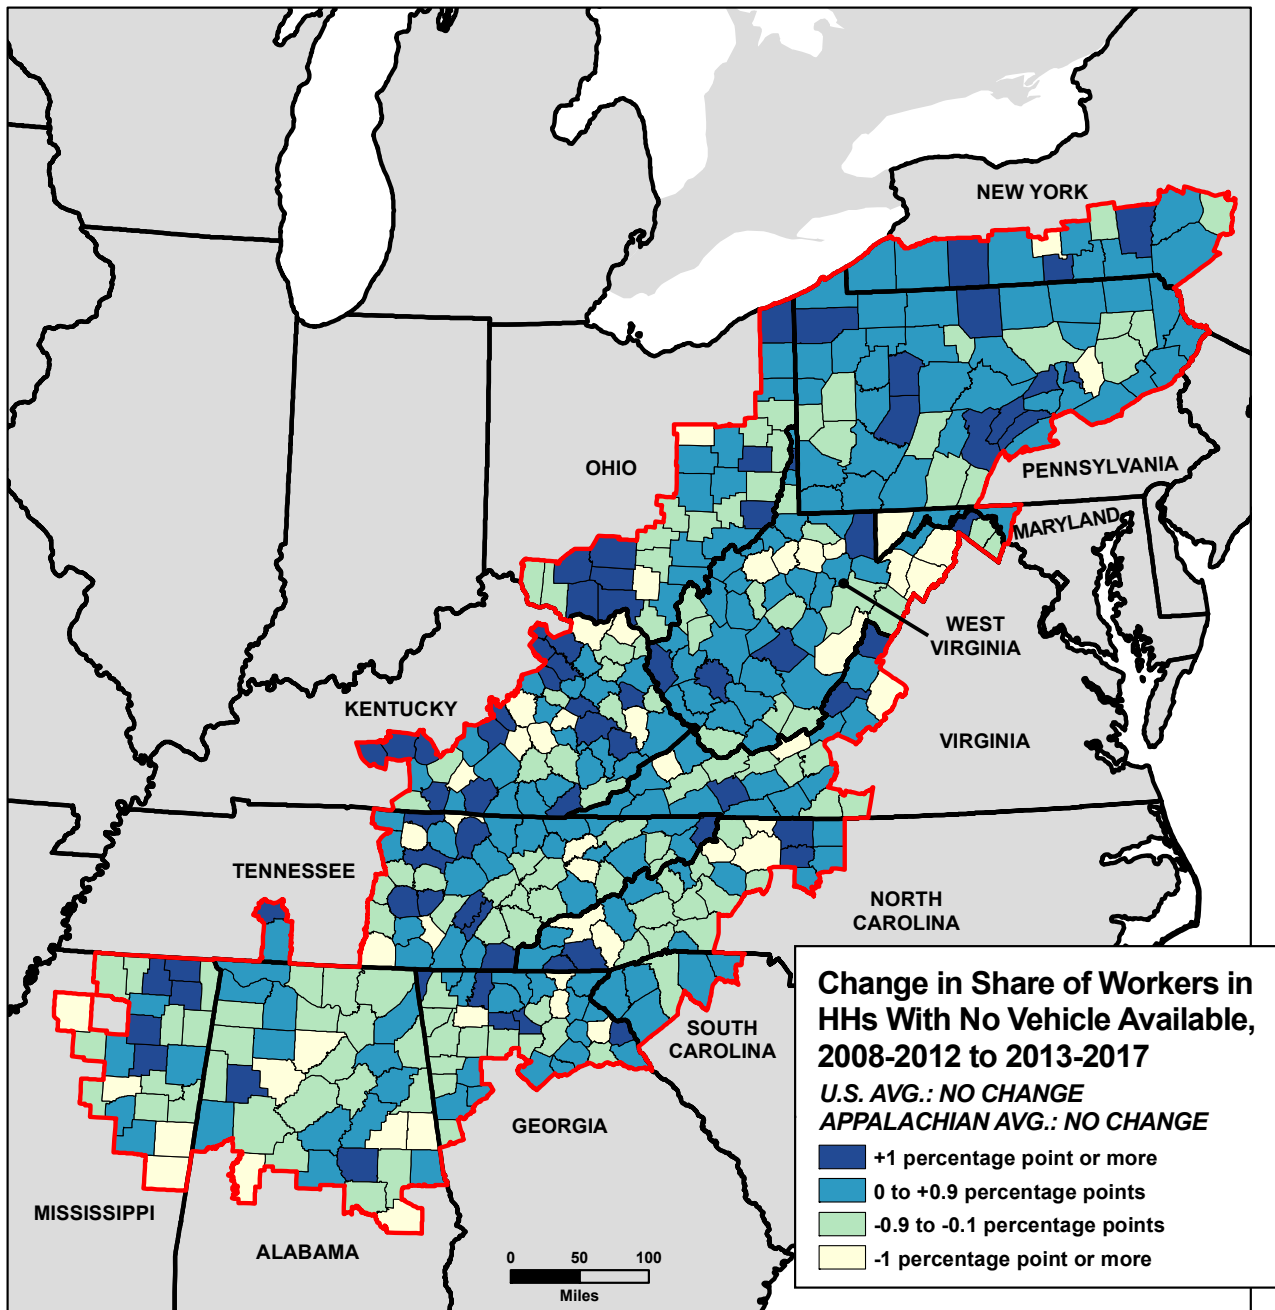 NEW YORK
OHIO
PENNSYLVANIA
MARYLAND
WEST
VIRGINIA
KENTUCKY
VIRGINIA
TENNESSEE
NORTH
CAROLINA
SOUTH
CAROLINA
GEORGIA
MISSISSIPPI
ALABAMA
0 50 100
Miles
Change in Share of Workers in
HHs With No Vehicle Available,
2008-2012 to 2013-2017
U.S. AVG.: NO CHANGE
APPALACHIAN AVG.: NO CHANGE
+1 percentage point or more
0 to +0.9 percentage points
-0.9 to -0.1 percentage points
-1 percentage point or more